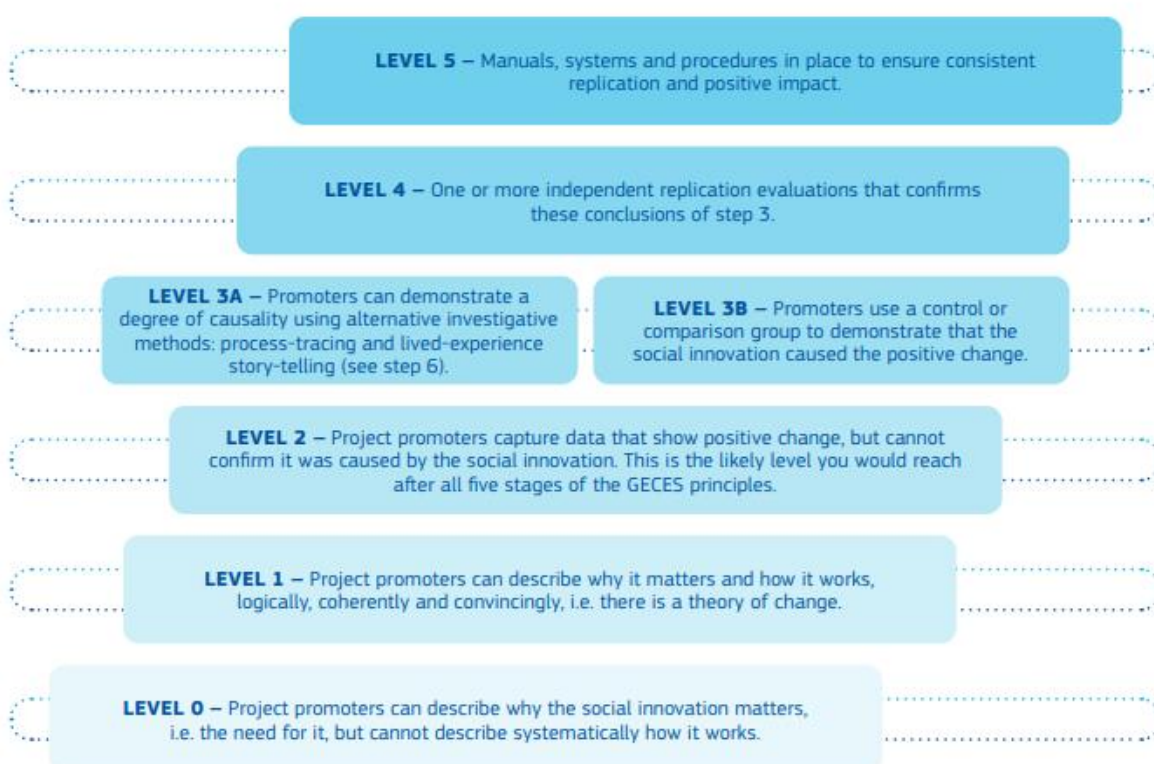 LEVEL 5 – Manuals, systems and procedures in place to ensure consistent
replication and positive impact.
LEVEL 4 – One or more independent replication evaluations that confirms
these conclusions of step 3.
LEVEL 3A – Promoters can demonstrate a
degree of causality using alternative investigative
methods: process-tracing and lived-experience
story-telling (see step 6).
LEVEL 3B – Promoters use a control or
comparison group to demonstrate that the
social innovation caused the positive change.
LEVEL 2 – Project promoters capture data that show positive change, but cannot
confirm it was caused by the social innovation. This is the likely level you would reach
after all five stages of the GECES principles.
LEVEL 1 – Project promoters can describe why it matters and how it works,
logically, coherently and convincingly, i.e. there is a theory of change.
LEVEL 0 – Project promoters can describe why the social innovation matters,
i.e. the need for it, but cannot describe systematically how it works.